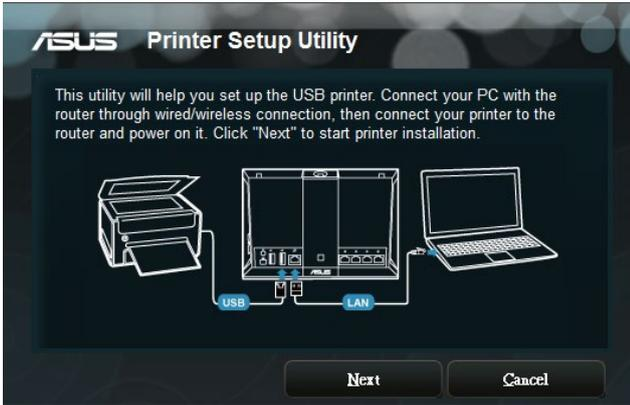 ASUS Printer Setup Utility
This utility will help you set up the USB printer. Connect your PC with the
router through wired/wireless connection, then connect your printer to the
router and power on it. Click "Next" to start printer installation.
ASUS
USB LAN
Next Cancel